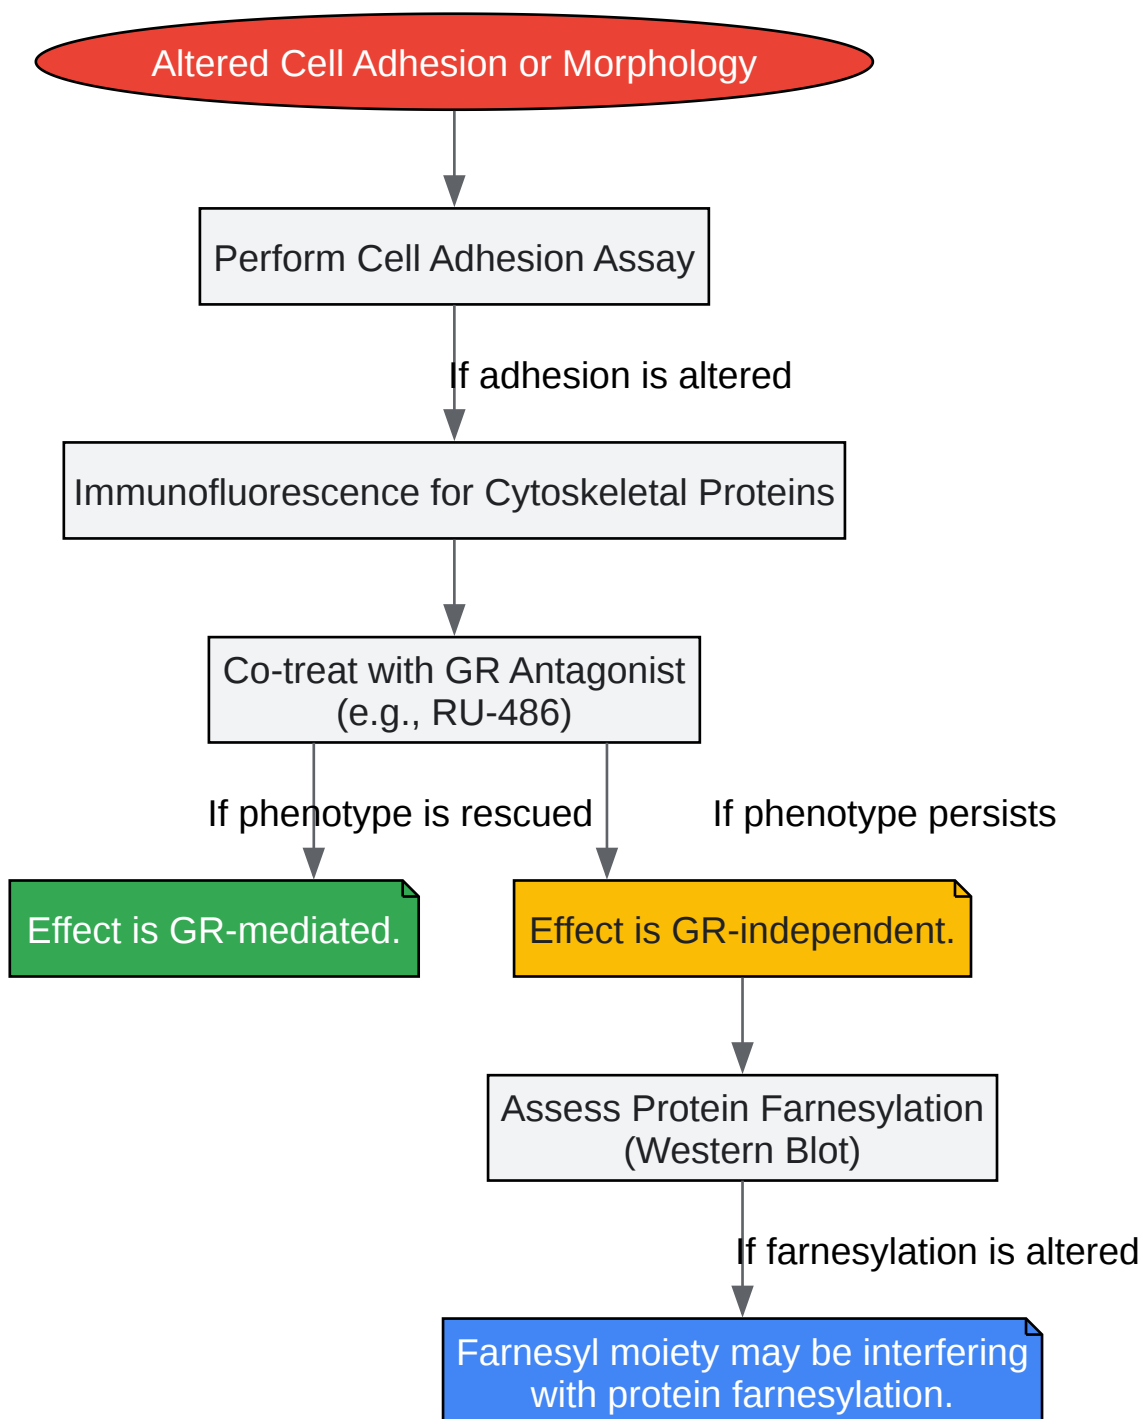 Altered Cell Adhesion or Morphology
Perform Cell Adhesion Assay
If adhesion is altered
Immunofluorescence for Cytoskeletal Proteins
Co-treat with GR Antagonist
(e.g., RU-486)
If phenotype is rescued
If phenotype persists
Effect is GR-mediated.
Effect is GR-independent.
Assess Protein Farnesylation
(Western Blot)
If farnesylation is altered
Farnesyl moiety may be interfering
with protein farnesylation.